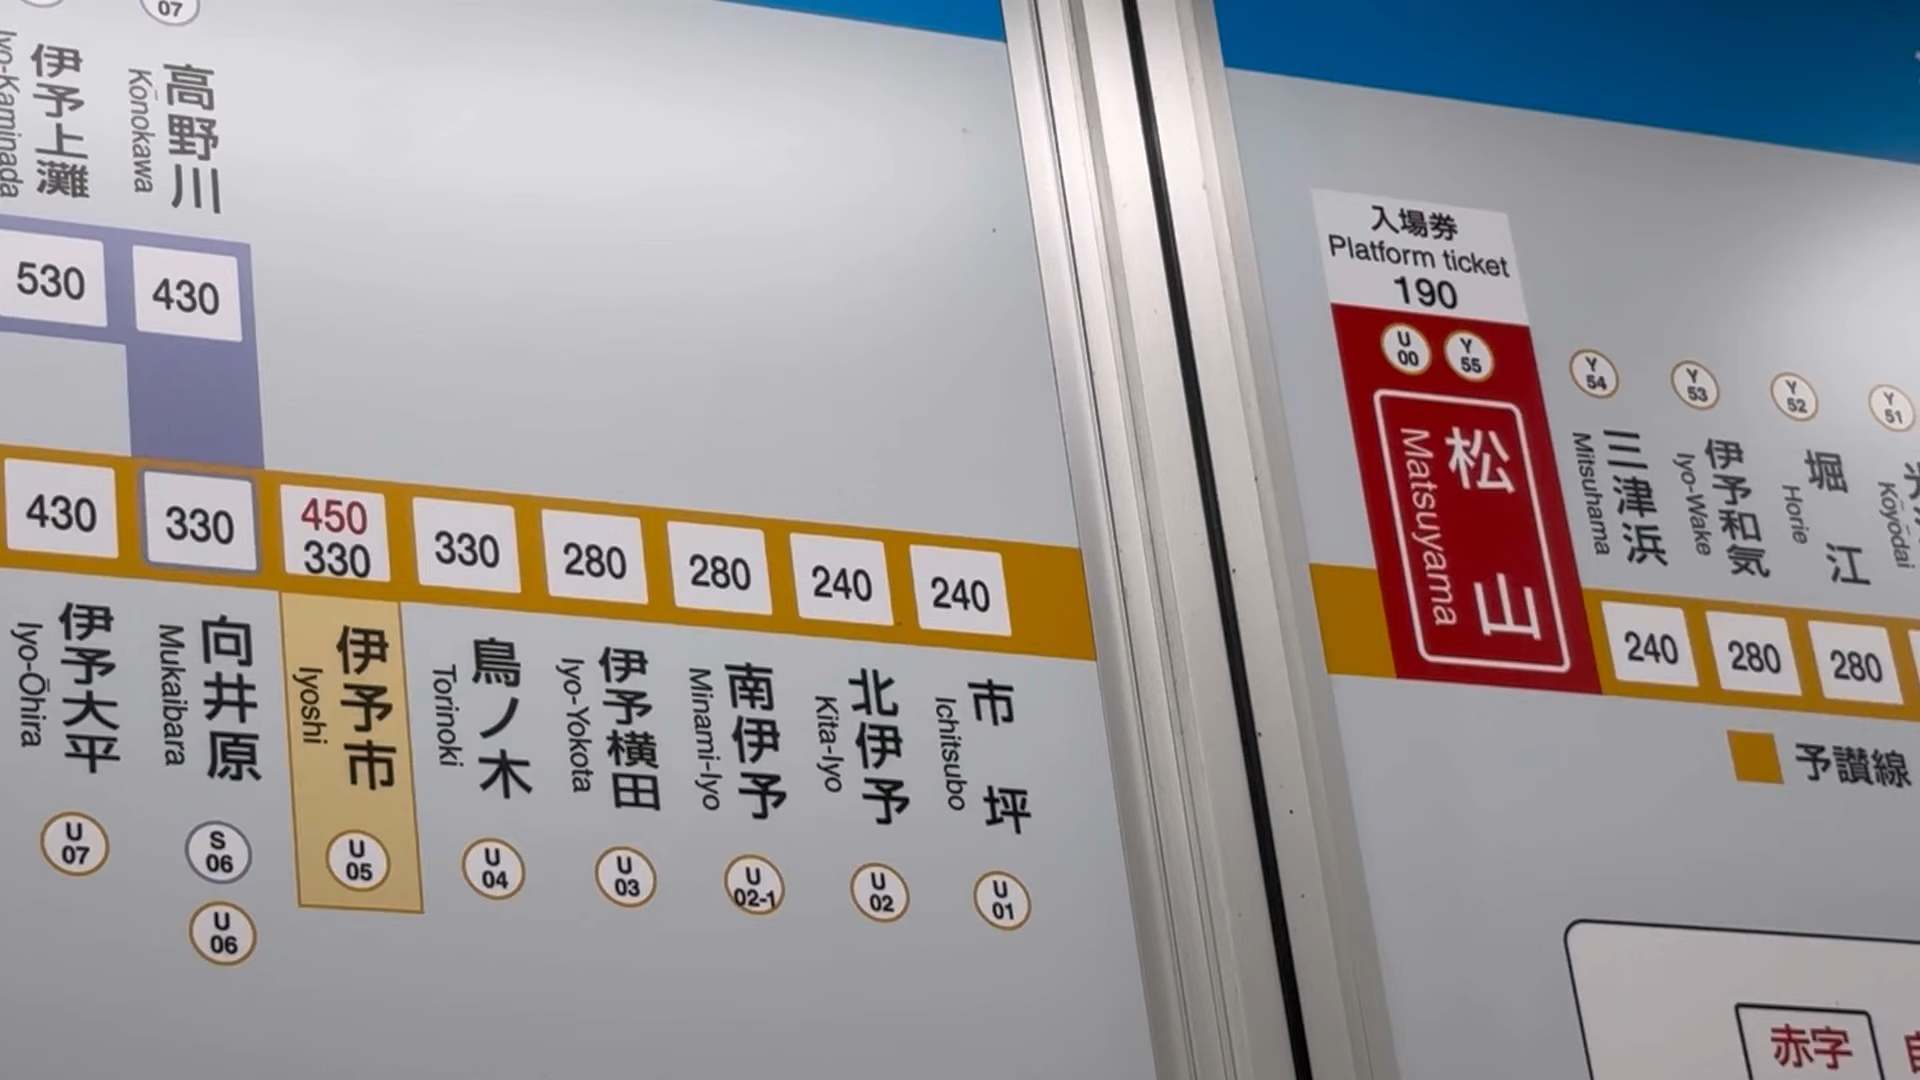 07
伊予上灘
Iyo-Kaminada
高野川
Kōnokawa
530
430
430
330
450
330
330
280
280
240
240
伊予大平
Iyo-Ōhira
U
07
向井原
Mukaibara
S
06
U
06
伊予市
Iyoshi
U
05
鳥ノ木
Torinoki
U
04
伊予横田
Iyo-Yokota
U
03
南伊予
Minami-Iyo
U
02-1
北伊予
Kita-Iyo
U
02
市坪
Ichitsubo
U
01
入場券
Platform ticket
190
U
00
Y
55
松山
Matsuyama
Y
54
三津浜
Mitsuhama
Y
53
伊予和気
Iyo-Wake
Y
52
堀江
Horie
Y
51
Kōyōdai
240
280
280
予讃線
赤字